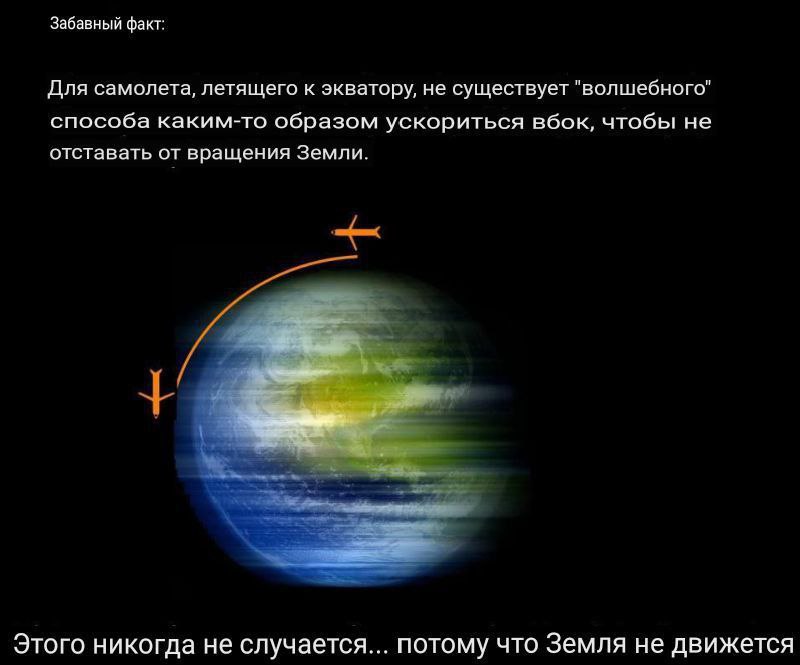 Забавный факт:
Для самолета, летящего к экватору, не существует "волшебного"
способа каким-то образом ускориться вбок, чтобы не
отставать от вращения Земли.
Этого никогда не случается... потому что Земля не движется